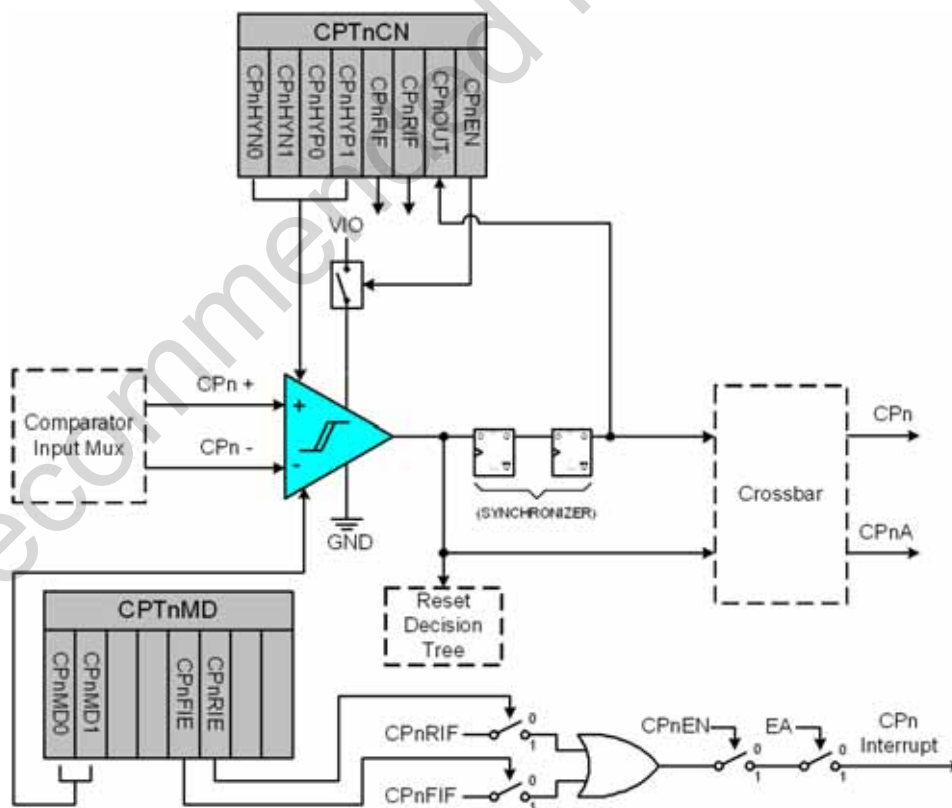 CPTnCN
CPnHYN0
CPnHYN1
CPnHYP0
CPnHYP1
CPnFIF
CPnRIF
CPnOUT
CPnEN
VIO
Comparator
Input Mux
CPn +
CPn -
+
-
GND
(SYNCHRONIZER)
Crossbar
CPn
CPnA
Reset
Decision
Tree
CPTnMD
CPnMD0
CPnMD1
CPnFIE
CPnRIE
CPnRIF
0
1
CPnFIF
0
1
CPnEN
0
1
EA
0
1
CPn
Interrupt
ecommended